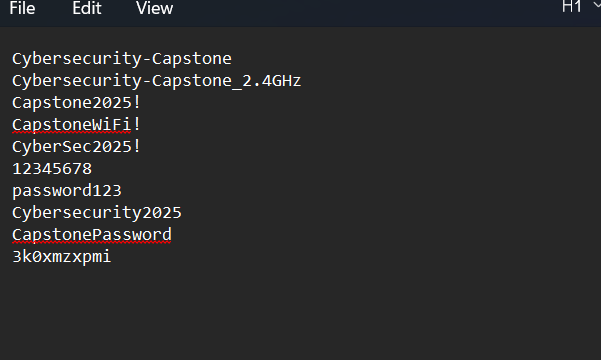 File Edit View H1
Cybersecurity-Capstone
Cybersecurity-Capstone_2.4GHz
Capstone2025!
CapstoneWiFi!
CyberSec2025!
12345678
password123
Cybersecurity2025
CapstonePassword
3k0xmzxpmi